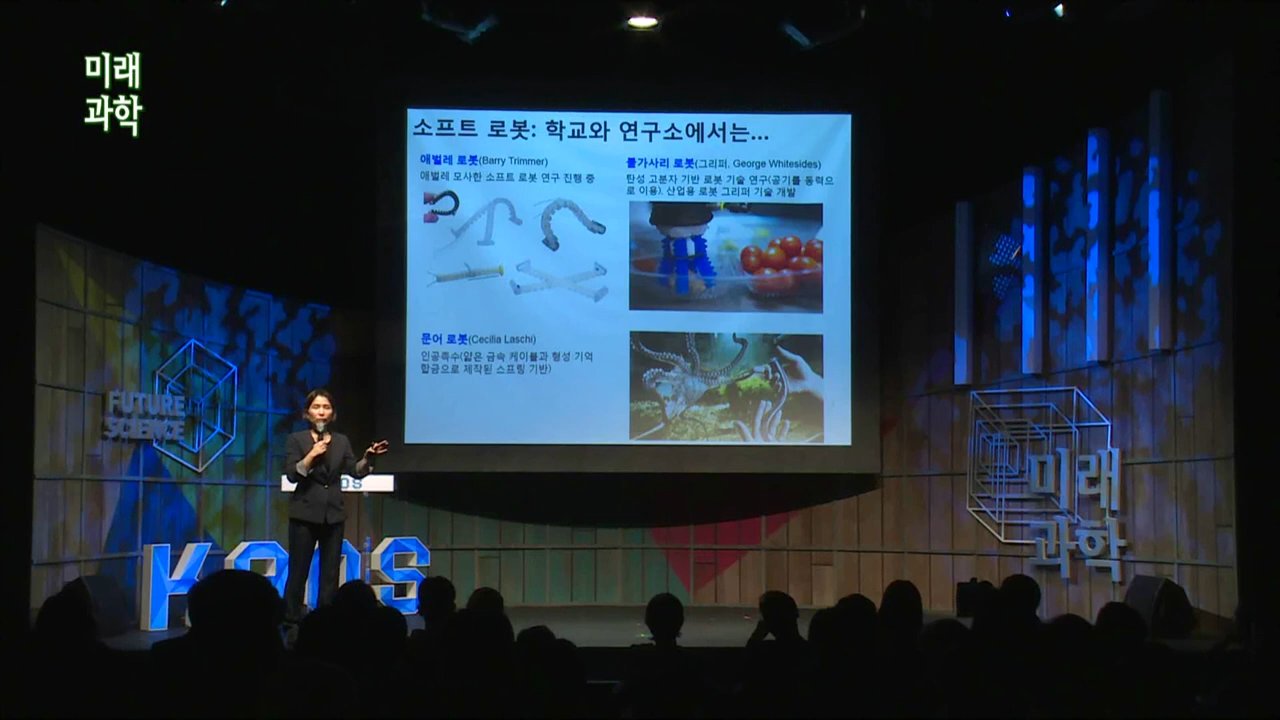 미래
과학
소프트 로봇: 학교와 연구소에서는...
애벌레 로봇(Barry Trimmer)
애벌레 모사한 소프트 로봇 연구 진행 중
불가사리 로봇(그리퍼, George Whitesides)
탄성 고분자 기반 로봇 기술 연구(공기를 동력으
로 이용). 산업용 로봇 그리퍼 기술 개발
문어 로봇(Cecilia Laschi)
인공족수(얇은 금속 케이블과 형성 기억
합금으로 제작된 스프링 기반)
FUTURE
SCIENCE
KAOS
미래
과학